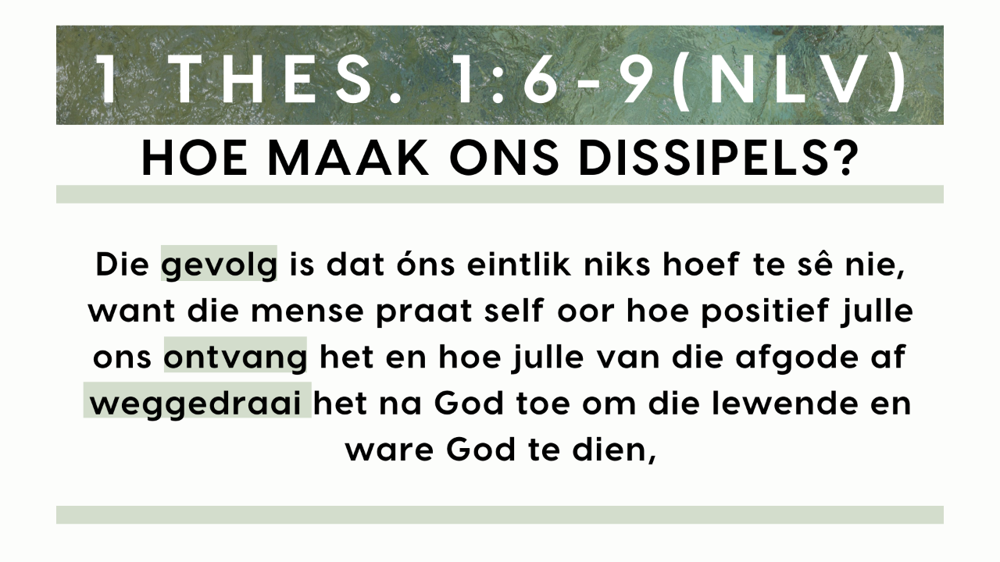 1 THES. 1:6-9(NLV)
HOE MAAK ONS DISSIPELS?
Die gevolg is dat óns eintlik niks hoef te sê nie,
want die mense praat self oor hoe positief julle
ons ontvang het en hoe julle van die afgode af
weggedraai het na God toe om die lewende en
ware God te dien,